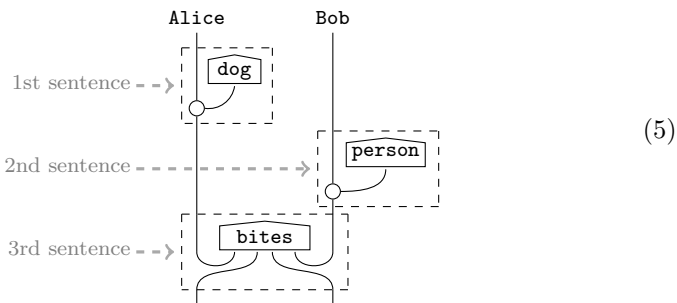 Alice Bob
dog
1st sentence
(5)
person
2nd sentence
bites
3rd sentence